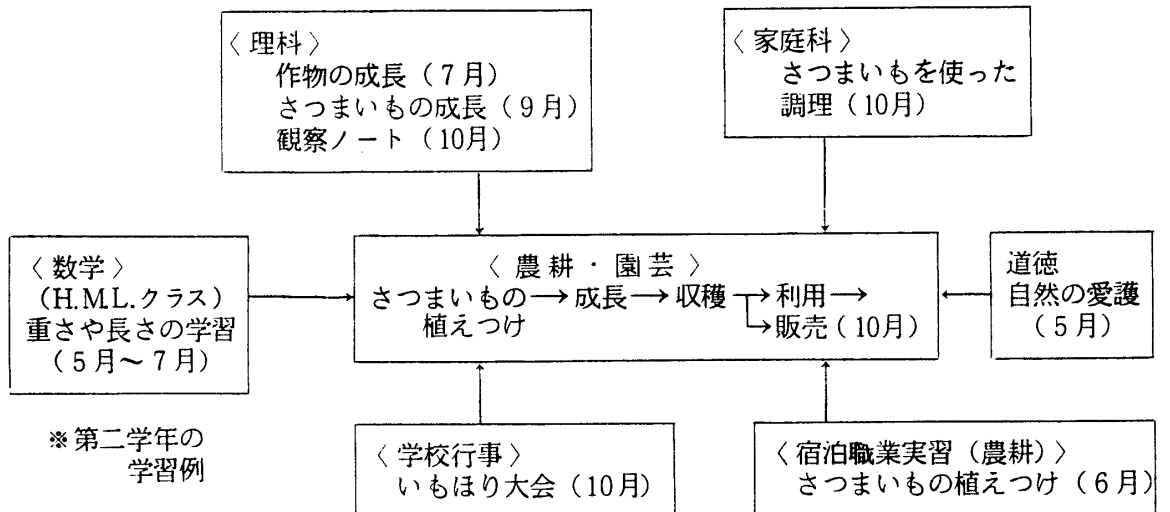 〈理科〉
作物の成長（7月）
さつまいもの成長（9月）
観察ノート（10月）
〈家庭科〉
さつまいもを使った
調理（10月）
〈数学〉
（H.M.L.クラス）
重さや長さの学習
（5月〜7月）
〈農耕・園芸〉
さつまいもの→成長→収穫→利用→
植えつけ　→販売（10月）
道徳
自然の愛護
（5月）
※第二学年の
学習例
〈学校行事〉
いもほり大会（10月）
〈宿泊職業実習（農耕）〉
さつまいもの植えつけ（6月）